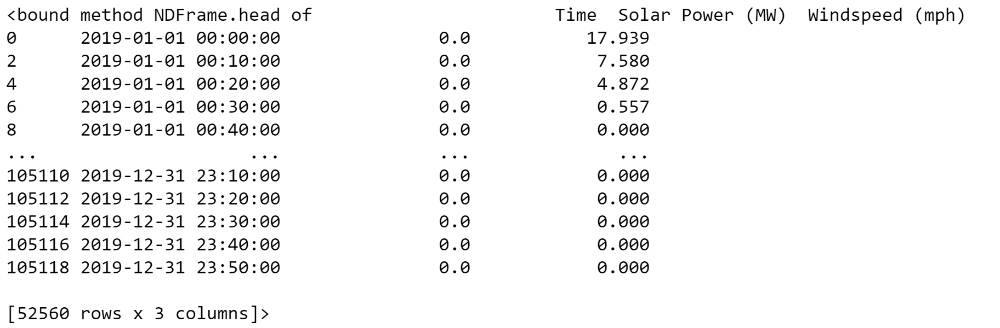 <bound method NDFrame.head of                       Time  Solar Power (MW)  Windspeed (mph)
0      2019-01-01 00:00:00               0.0           17.939
2      2019-01-01 00:10:00               0.0            7.580
4      2019-01-01 00:20:00               0.0            4.872
6      2019-01-01 00:30:00               0.0            0.557
8      2019-01-01 00:40:00               0.0            0.000
...                    ...               ...              ...
105110 2019-12-31 23:10:00               0.0            0.000
105112 2019-12-31 23:20:00               0.0            0.000
105114 2019-12-31 23:30:00               0.0            0.000
105116 2019-12-31 23:40:00               0.0            0.000
105118 2019-12-31 23:50:00               0.0            0.000
[52560 rows x 3 columns]>